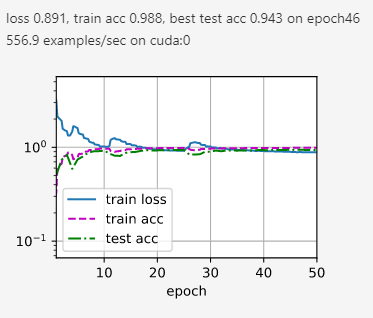 loss 0.891, train acc 0.988, best test acc 0.943 on epoch46
556.9 examples/sec on cuda:0
10⁰
train loss
train acc
test acc
10⁻¹
10 20 30 40 50
epoch